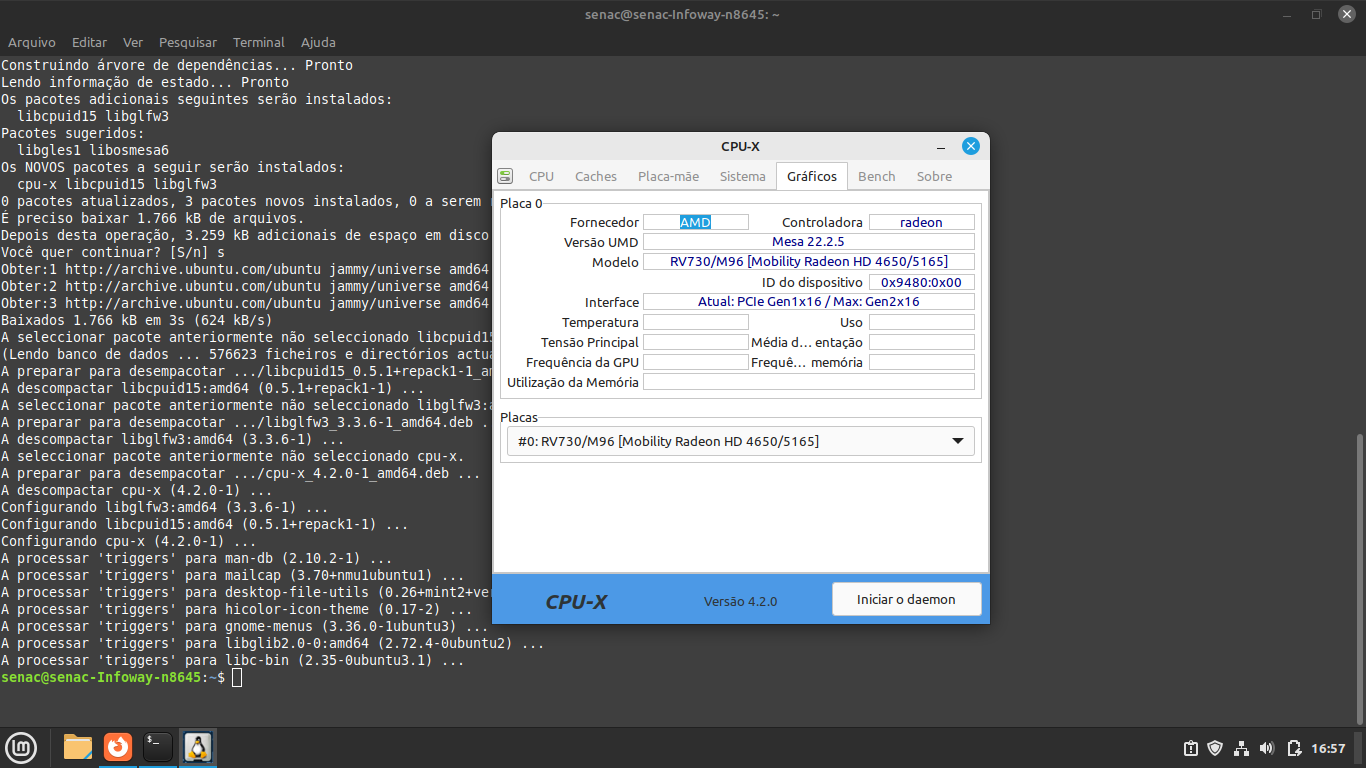 senac@senac-Infoway-n8645: ~
Arquivo Editar Ver Pesquisar Terminal Ajuda
Construindo árvore de dependências... Pronto
Lendo informação de estado... Pronto
Os pacotes adicionais seguintes serão instalados:
libcpuid15 libglfw3
Pacotes sugeridos:
libgles1 libosmesa6
Os NOVOS pacotes a seguir serão instalados:
cpu-x libcpuid15 libglfw3
0 pacotes atualizados, 3 pacotes novos instalados, 0 a serem
É preciso baixar 1.766 kB de arquivos.
Depois desta operação, 3.259 kB adicionais de espaço em disco
Você quer continuar? [S/n] s
Obter:1 http://archive.ubuntu.com/ubuntu jammy/universe amd64
Obter:2 http://archive.ubuntu.com/ubuntu jammy/universe amd64
Obter:3 http://archive.ubuntu.com/ubuntu jammy/universe amd64
Baixados 1.766 kB em 3s (624 kB/s)
A seleccionar pacote anteriormente não seleccionado libcpuid15
(Lendo banco de dados ... 576623 ficheiros e directórios actua
A preparar para desempacotar .../libcpuid15_0.5.1+repack1-1_am
A descompactar libcpuid15:amd64 (0.5.1+repack1-1) ...
A seleccionar pacote anteriormente não seleccionado libglfw3:a
A preparar para desempacotar .../libglfw3_3.3.6-1_amd64.deb .
A descompactar libglfw3:amd64 (3.3.6-1) ...
A seleccionar pacote anteriormente não seleccionado cpu-x.
A preparar para desempacotar .../cpu-x_4.2.0-1_amd64.deb ...
A descompactar cpu-x (4.2.0-1) ...
Configurando libglfw3:amd64 (3.3.6-1) ...
Configurando libcpuid15:amd64 (0.5.1+repack1-1) ...
Configurando cpu-x (4.2.0-1) ...
A processar 'triggers' para man-db (2.10.2-1) ...
A processar 'triggers' para mailcap (3.70+nmu1ubuntu1) ...
A processar 'triggers' para desktop-file-utils (0.26+mint2+ve
A processar 'triggers' para hicolor-icon-theme (0.17-2) ...
A processar 'triggers' para gnome-menus (3.36.0-1ubuntu3) ...
A processar 'triggers' para libglib2.0-0:amd64 (2.72.4-0ubuntu2) ...
A processar 'triggers' para libc-bin (2.35-0ubuntu3.1) ...
senac@senac-Infoway-n8645:~$
CPU-X
CPU Caches Placa-mãe Sistema Gráficos Bench Sobre
Placa 0
Fornecedor AMD Controladora radeon
Versão UMD Mesa 22.2.5
Modelo RV730/M96 [Mobility Radeon HD 4650/5165]
ID do dispositivo 0x9480:0x00
Interface Atual: PCIe Gen1x16 / Max: Gen2x16
Temperatura Uso
Tensão Principal Média d... entação
Frequência da GPU Frequê... memória
Utilização da Memória
Placas
#0: RV730/M96 [Mobility Radeon HD 4650/5165]
CPU-X Versão 4.2.0 Iniciar o daemon
16:57